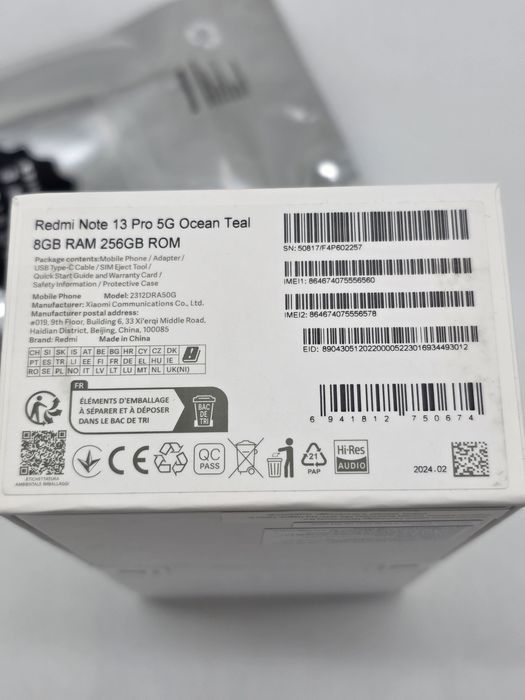 Redmi Note 13 Pro 5G Ocean Teal
8GB RAM 256GB ROM
Package contents:Mobile Phone / Adapter/
USB Type-C Cable / SIM Eject Tool /
Quick Start Guide and Warranty Card /
Safety Information / Protective Case
Mobile Phone Model:2312DRA50G
Manufacturer: Xiaomi Communications Co., Ltd.
Manufacturer postal address:
#019, 9th Floor, Building 6, 33 Xi'erqi Middle Road,
Haidian District, Beijing, China, 100085
Brand: Redmi Made in China
CH SI SK IS AT BE BG HR CY CZ DK
PT ES TR LI EE FI FR DE EL HU IE
RO SE PL NO IT LV LT LU MT NL UK(NI)
SN: 50817/F4P602257
IMEI1: 864674075556560
IMEI2: 864674075556578
EID: 89043051202200005223016934493012
6 941812 750674
FR
ÉLÉMENTS D'EMBALLAGE
À SÉPARER ET À DÉPOSER
DANS LE BAC DE TRI
BAC
DE
TRI
ETICHETTATURA
AMBIENTALE IMBALLAGGI
CE
QC
PASS
21
PAP
Hi-Res
AUDIO
2024.02